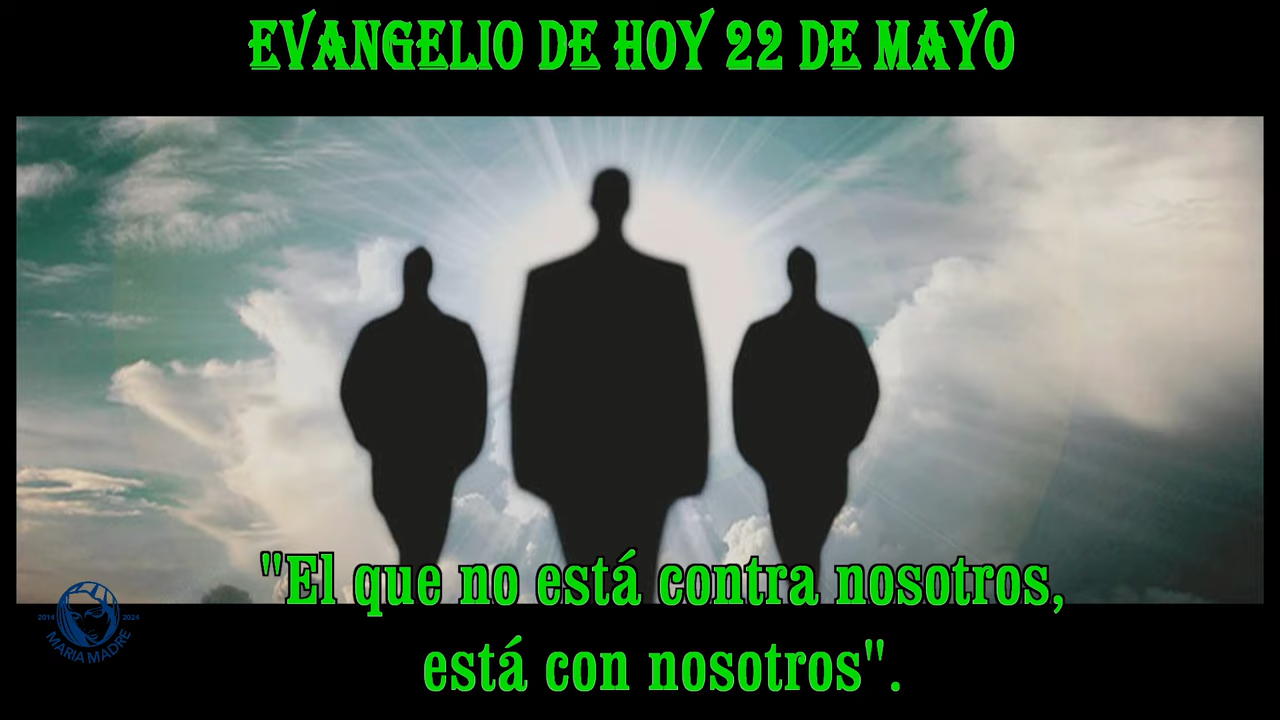 EVANGELIO DE HOY 22 DE MAYO
"El que no está contra nosotros,
está con nosotros".
2014 2024
MARIA MADRE